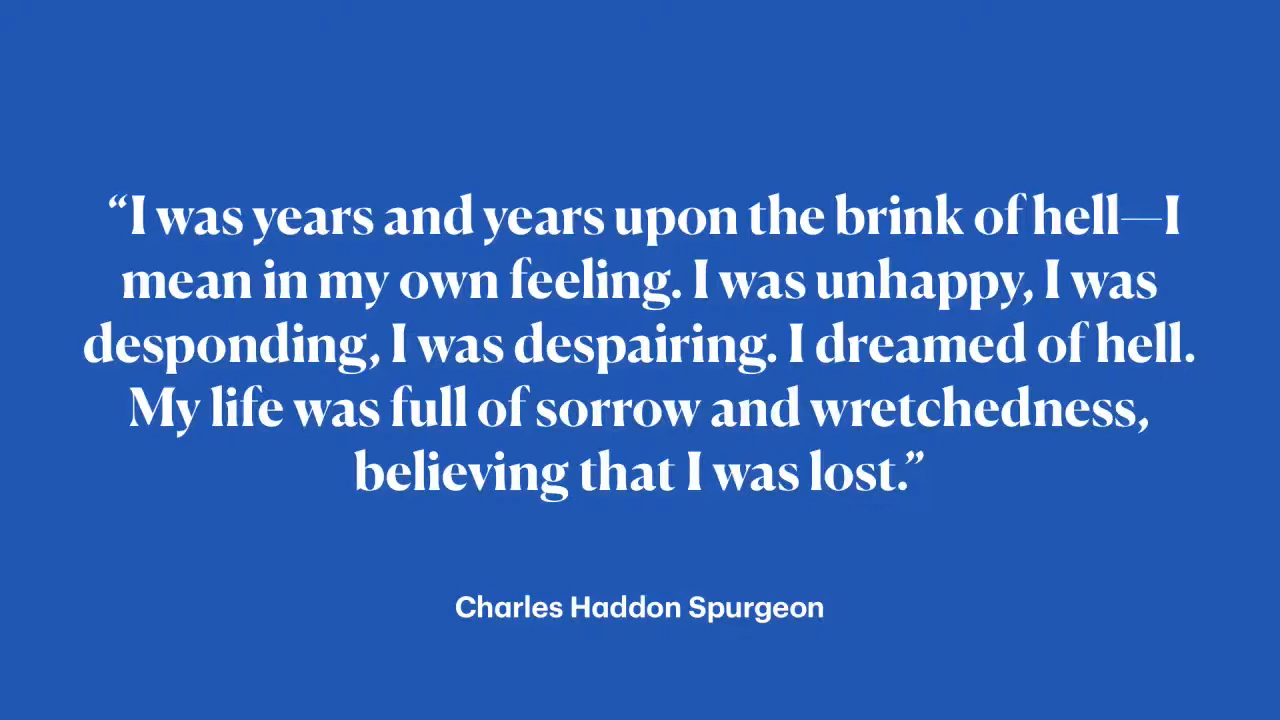 “I was years and years upon the brink of hell—I
mean in my own feeling. I was unhappy, I was
desponding, I was despairing. I dreamed of hell.
My life was full of sorrow and wretchedness,
believing that I was lost.”
Charles Haddon Spurgeon